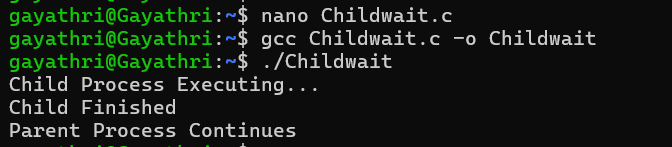 gayathri@Gayathri:~$ nano Childwait.c
gayathri@Gayathri:~$ gcc Childwait.c -o Childwait
gayathri@Gayathri:~$ ./Childwait
Child Process Executing...
Child Finished
Parent Process Continues